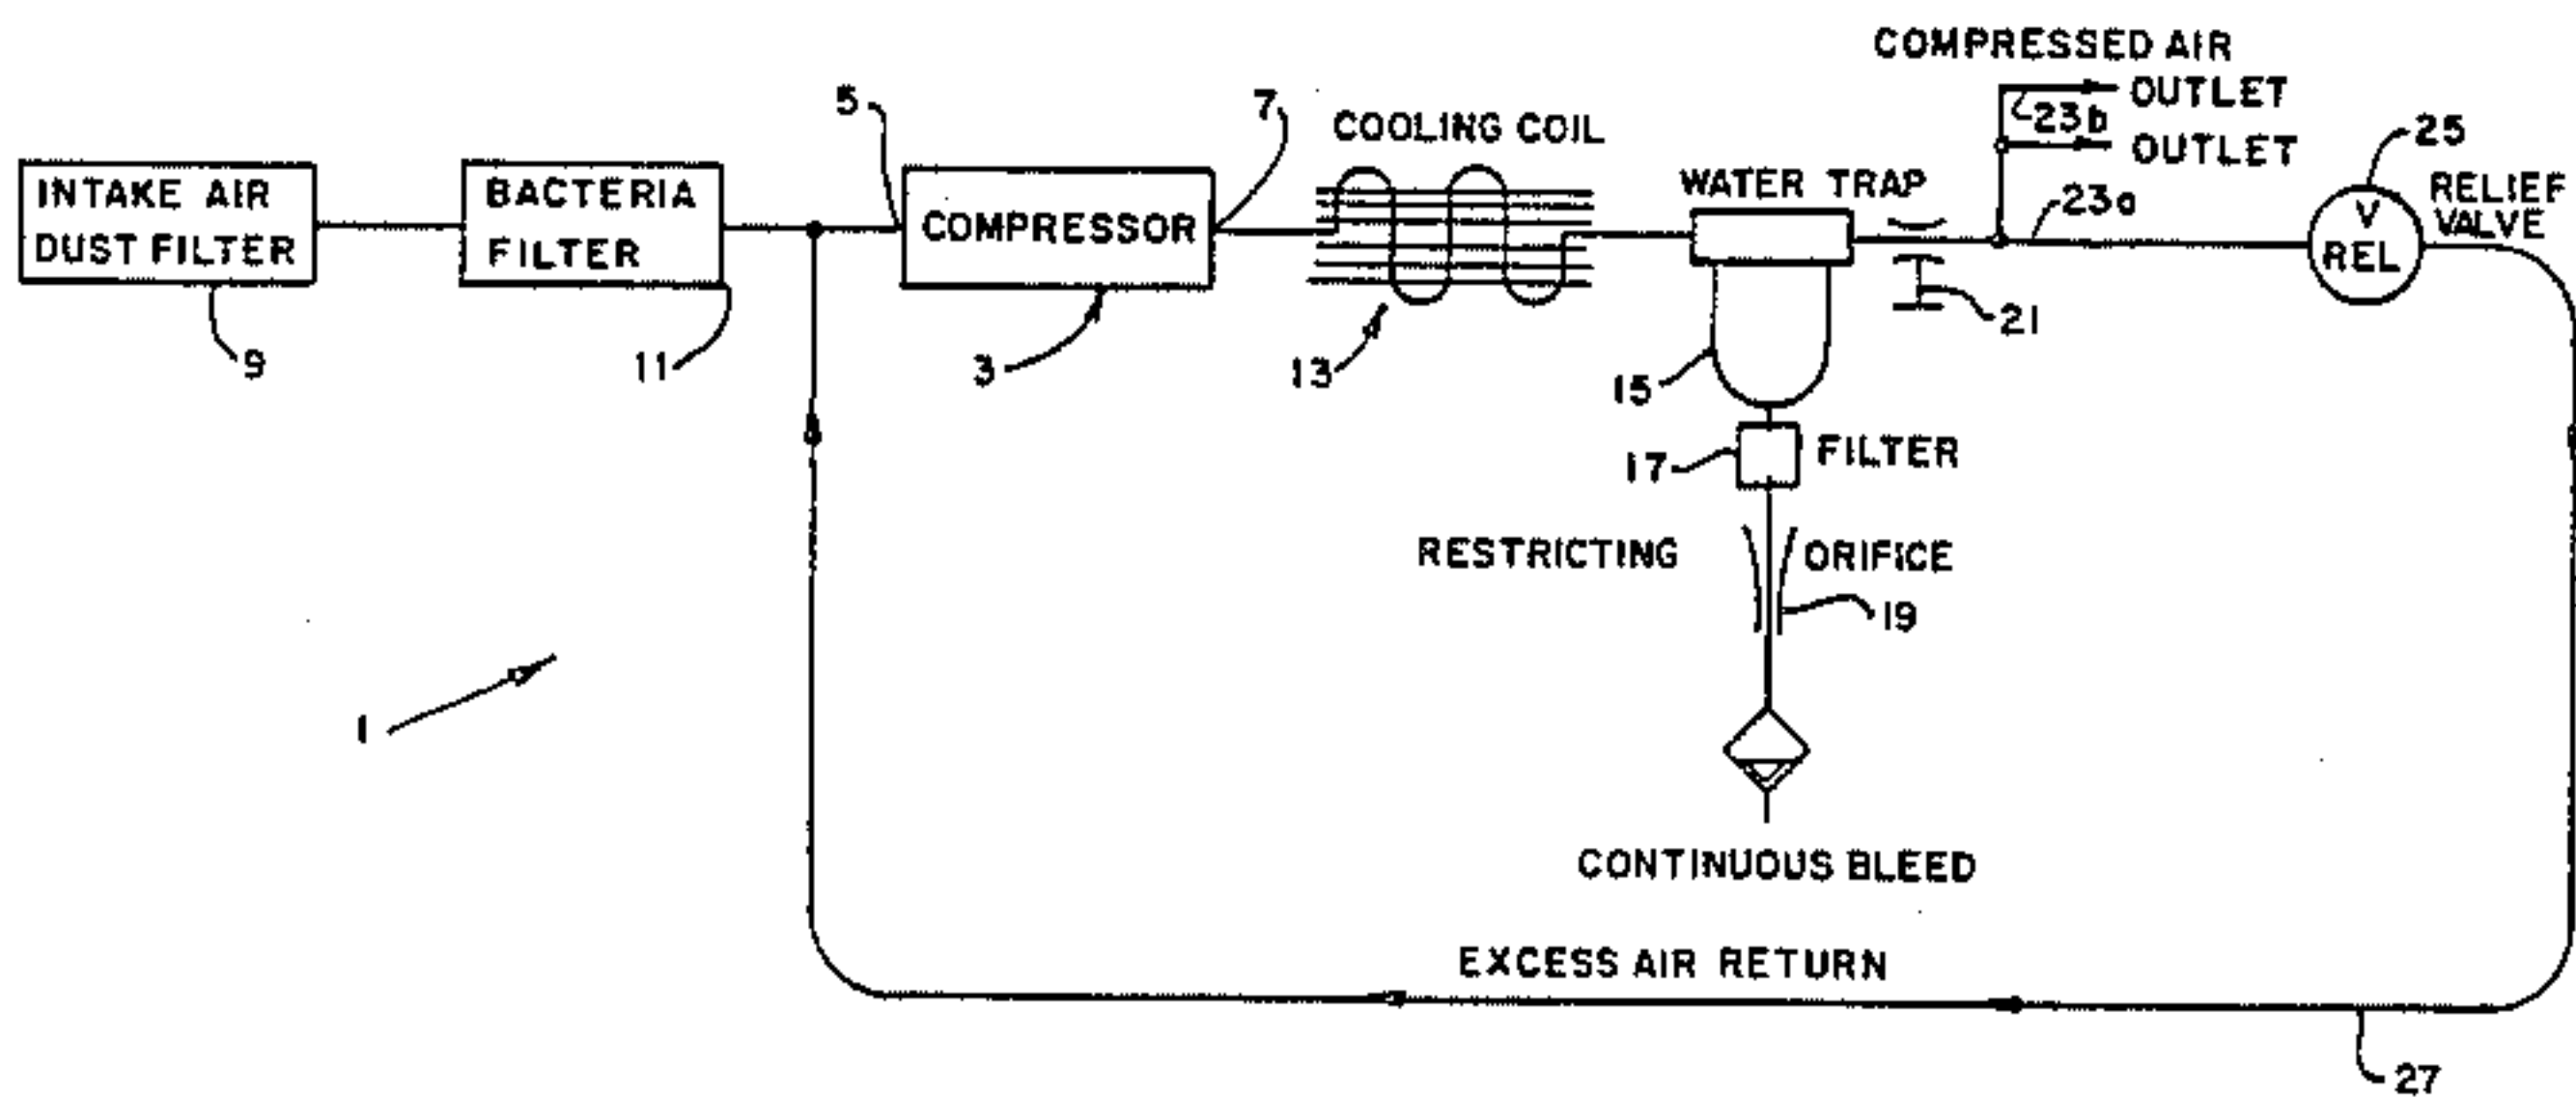 COMPRESSED AIR
OUTLET
23b
OUTLET
5
7
COOLING COIL
25
INTAKE AIR
DUST FILTER
BACTERIA
FILTER
COMPRESSOR
WATER TRAP
23a
V
REL
RELIEF
VALVE
9
11
3
13
15
21
17
FILTER
RESTRICTING ORIFICE
19
1
CONTINUOUS BLEED
EXCESS AIR RETURN
27